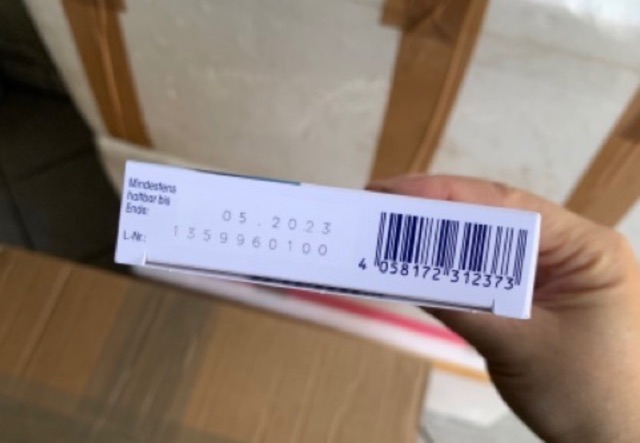 Mindestens
haltbar bis
Ende:
05.2023
L-Nr.:
1359960100
4 058172 312373